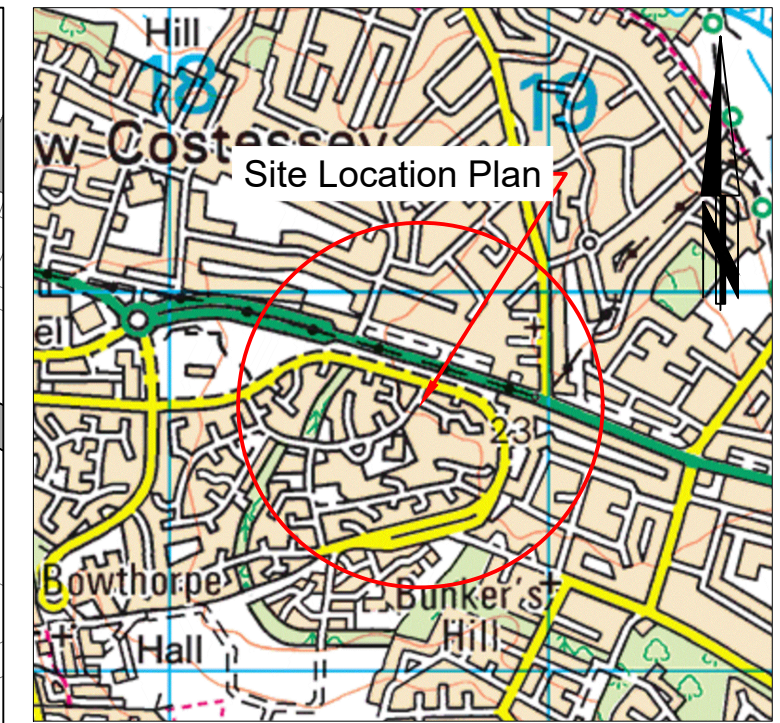 Hill
18
19
w Costessey
Site Location Plan
N
el
23
Bowthorpe
Bunker's
Hall
Hill